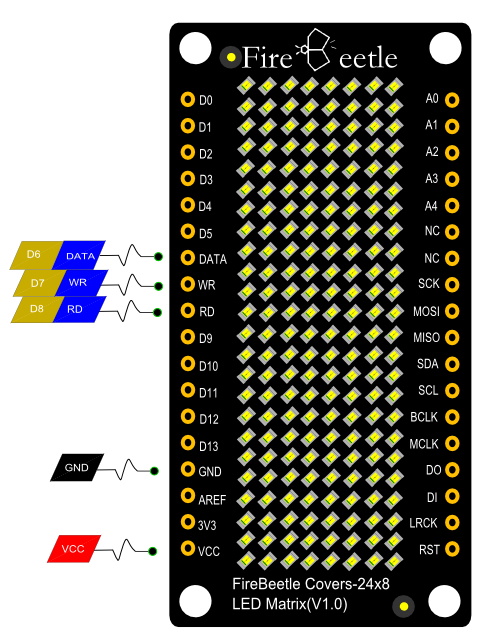 Fire Beetle
D0 A0
D1 A1
D2 A2
D3 A3
D4 A4
D5 NC
D6 DATA DATA NC
D7 WR WR SCK
D8 RD RD MOSI
D9 MISO
D10 SDA
D11 SCL
D12 BCLK
D13 MCLK
GND GND DO
AREF DI
3V3 LRCK
VCC VCC RST
FireBeetle Covers-24x8
LED Matrix(V1.0)